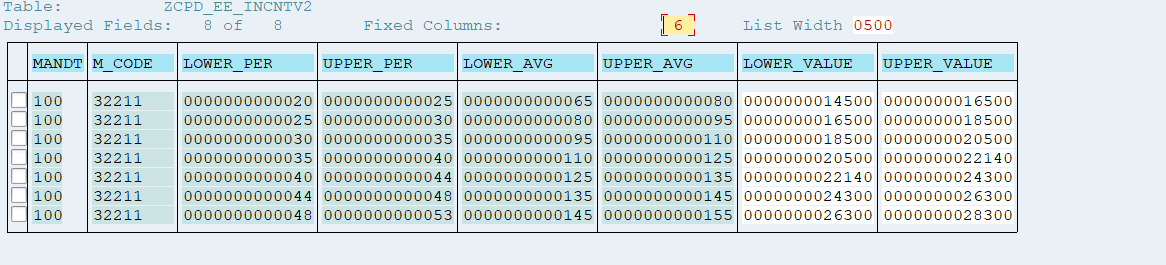 Table: ZCPD_EE_INCNTV2
Displayed Fields: 8 of 8 Fixed Columns: 6 List Width 0500
MANDT M_CODE LOWER_PER UPPER_PER LOWER_AVG UPPER_AVG LOWER_VALUE UPPER_VALUE
100 32211 0000000000020 0000000000025 0000000000065 0000000000080 0000000014500 0000000016500
100 32211 0000000000025 0000000000030 0000000000080 0000000000095 0000000016500 0000000018500
100 32211 0000000000030 0000000000035 0000000000095 0000000000110 0000000018500 0000000020500
100 32211 0000000000035 0000000000040 0000000000110 0000000000125 0000000020500 0000000022140
100 32211 0000000000040 0000000000044 0000000000125 0000000000135 0000000022140 0000000024300
100 32211 0000000000044 0000000000048 0000000000135 0000000000145 0000000024300 0000000026300
100 32211 0000000000048 0000000000053 0000000000145 0000000000155 0000000026300 0000000028300